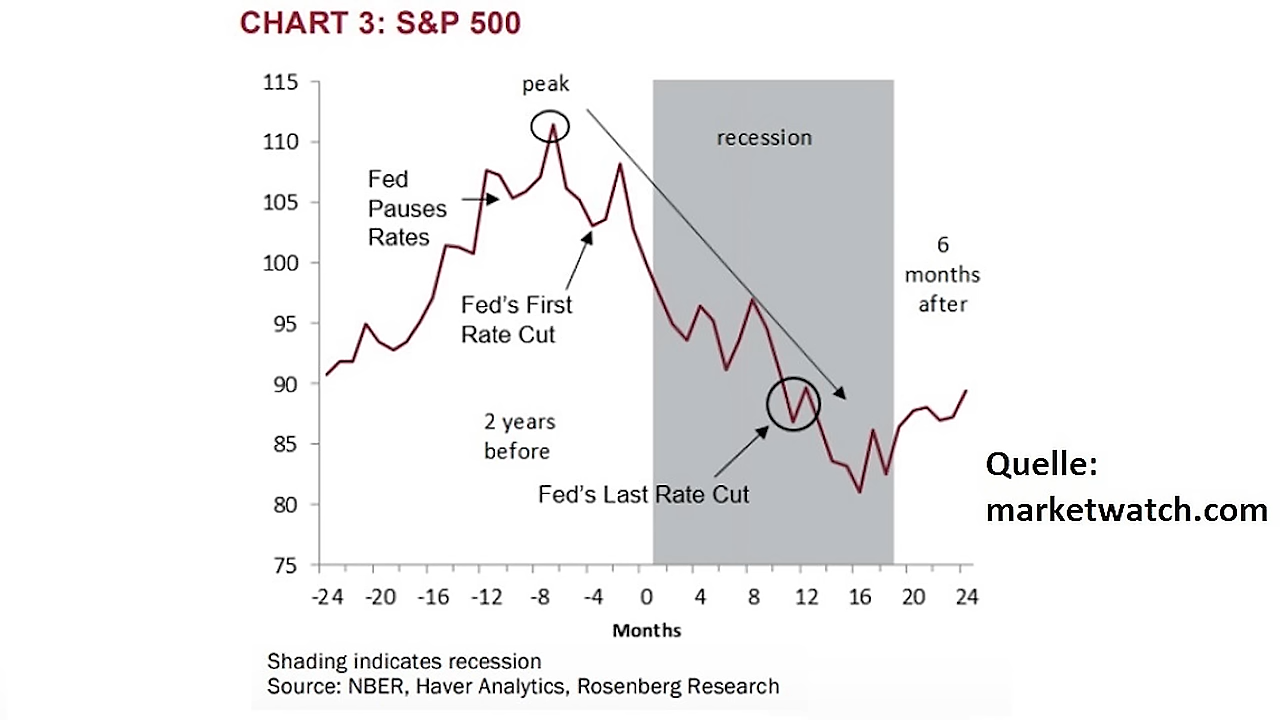 CHART 3: S&P 500
115
110
105
100
95
90
85
80
75
peak
recession
Fed
Pauses
Rates
Fed's First
Rate Cut
6
months
after
2 years
before
Fed's Last Rate Cut
-24 -20 -16 -12 -8 -4 0 4 8 12 16 20 24
Months
Shading indicates recession
Source: NBER, Haver Analytics, Rosenberg Research
Quelle:
marketwatch.com